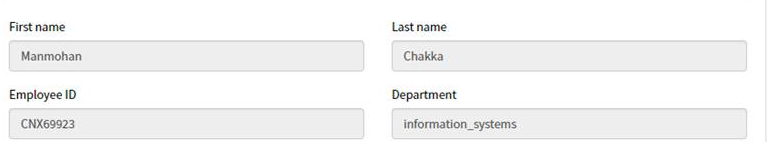 First name Last name
Manmohan Chakka
Employee ID Department
CNX69923 information_systems